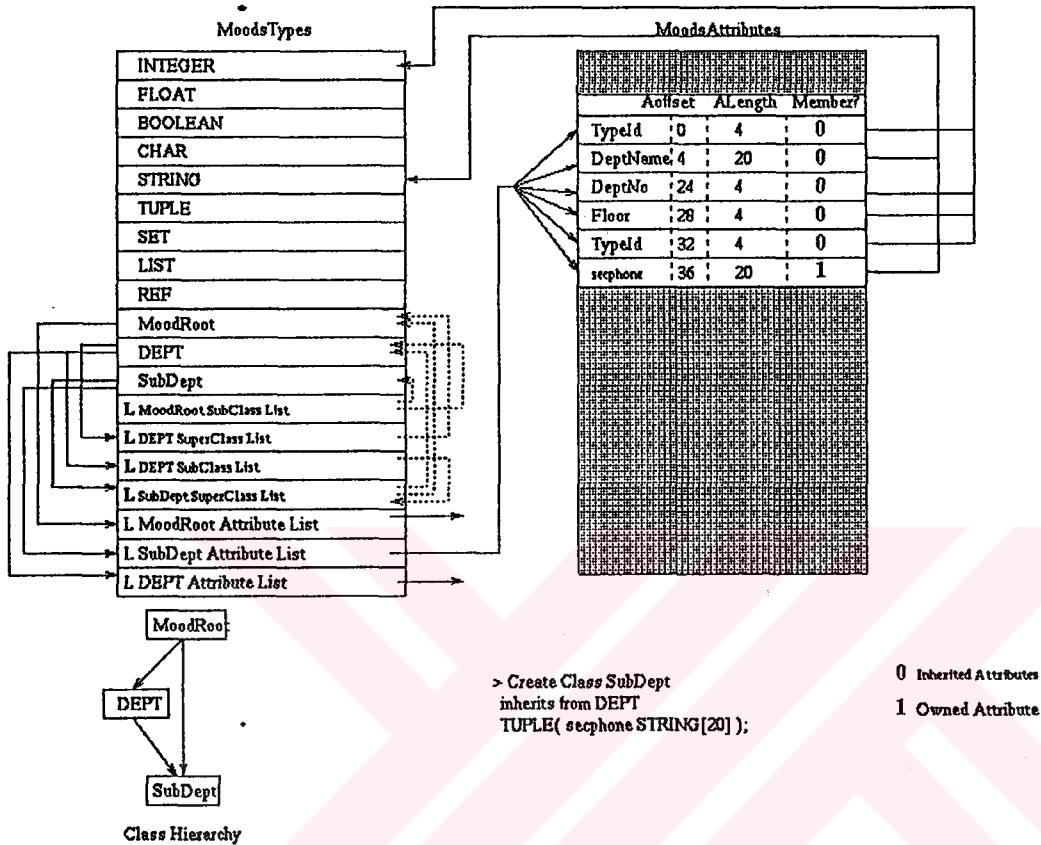 MoodsTypes
INTEGER
FLOAT
BOOLEAN
CHAR
STRING
TUPLE
SET
LIST
REF
MoodRoot
DEPT
SubDept
L MoodRoot SubClass List
L DEPT SuperClass List
L DEPT SubClass List
L SubDept SuperClass List
L MoodRoot Attribute List
L SubDept Attribute List
L DEPT Attribute List
MoodsAttributes
Aoffset ALength Member?
TypeId 0 4 0
DeptName 4 20 0
DeptNo 24 4 0
Floor 28 4 0
TypeId 32 4 0
secphone 36 20 1
MoodRoot
DEPT
SubDept
Class Hierarchy
> Create Class SubDept
inherits from DEPT
TUPLE( secphone STRING[20] );
0 Inherited Attributes
1 Owned Attribute